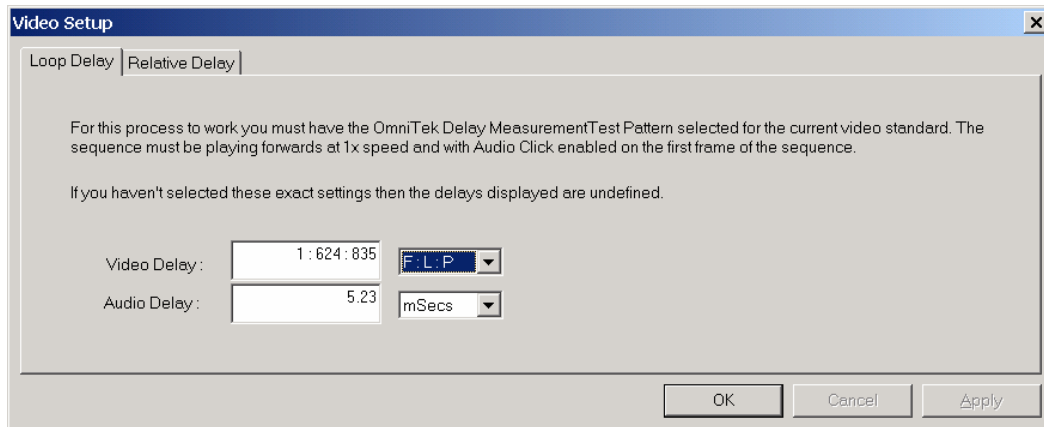 Video Setup
Loop Delay
Relative Delay
For this process to work you must have the OmniTek Delay MeasurementTest Pattern selected for the current video standard. The
sequence must be playing forwards at 1x speed and with Audio Click enabled on the first frame of the sequence.
If you haven't selected these exact settings then the delays displayed are undefined.
Video Delay : 1 : 624 : 835 F : L : P
Audio Delay : 5.23 mSecs
OK Cancel Apply